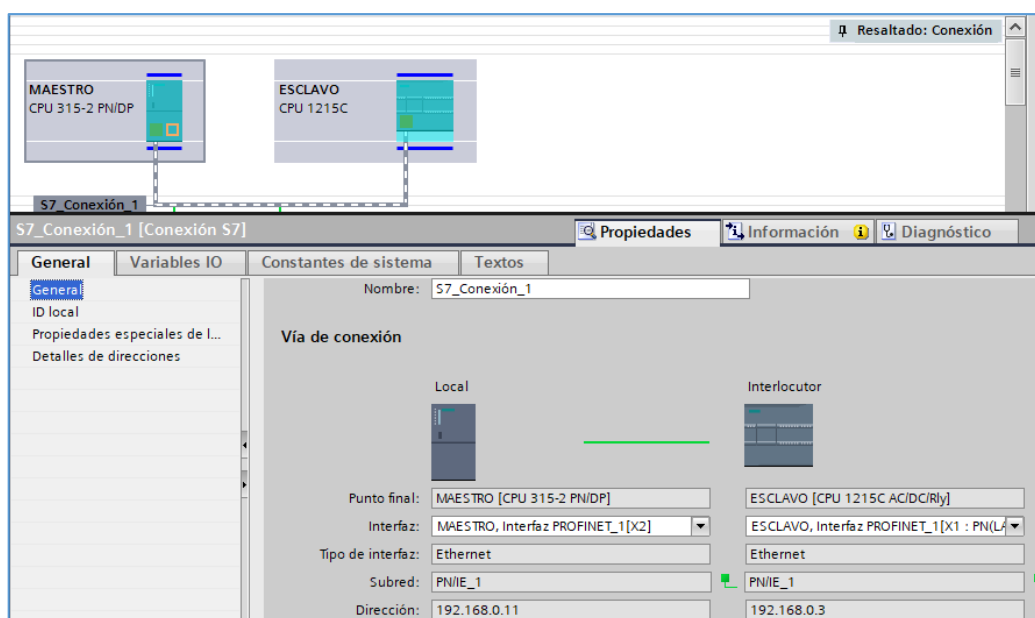 Resaltado: Conexión
MAESTRO
CPU 315-2 PN/DP
ESCLAVO
CPU 1215C
S7_Conexión_1
S7_Conexión_1 [Conexión S7]
Propiedades
Información
Diagnóstico
General
Variables IO
Constantes de sistema
Textos
General
ID local
Propiedades especiales de l...
Detalles de direcciones
Nombre: S7_Conexión_1
Vía de conexión
Local Interlocutor
Punto final: MAESTRO [CPU 315-2 PN/DP] ESCLAVO [CPU 1215C AC/DC/Rly]
Interfaz: MAESTRO, Interfaz PROFINET_1[X2] ESCLAVO, Interfaz PROFINET_1[X1 : PN(LA
Tipo de interfaz: Ethernet Ethernet
Subred: PN/IE_1 PN/IE_1
Dirección: 192.168.0.11 192.168.0.3